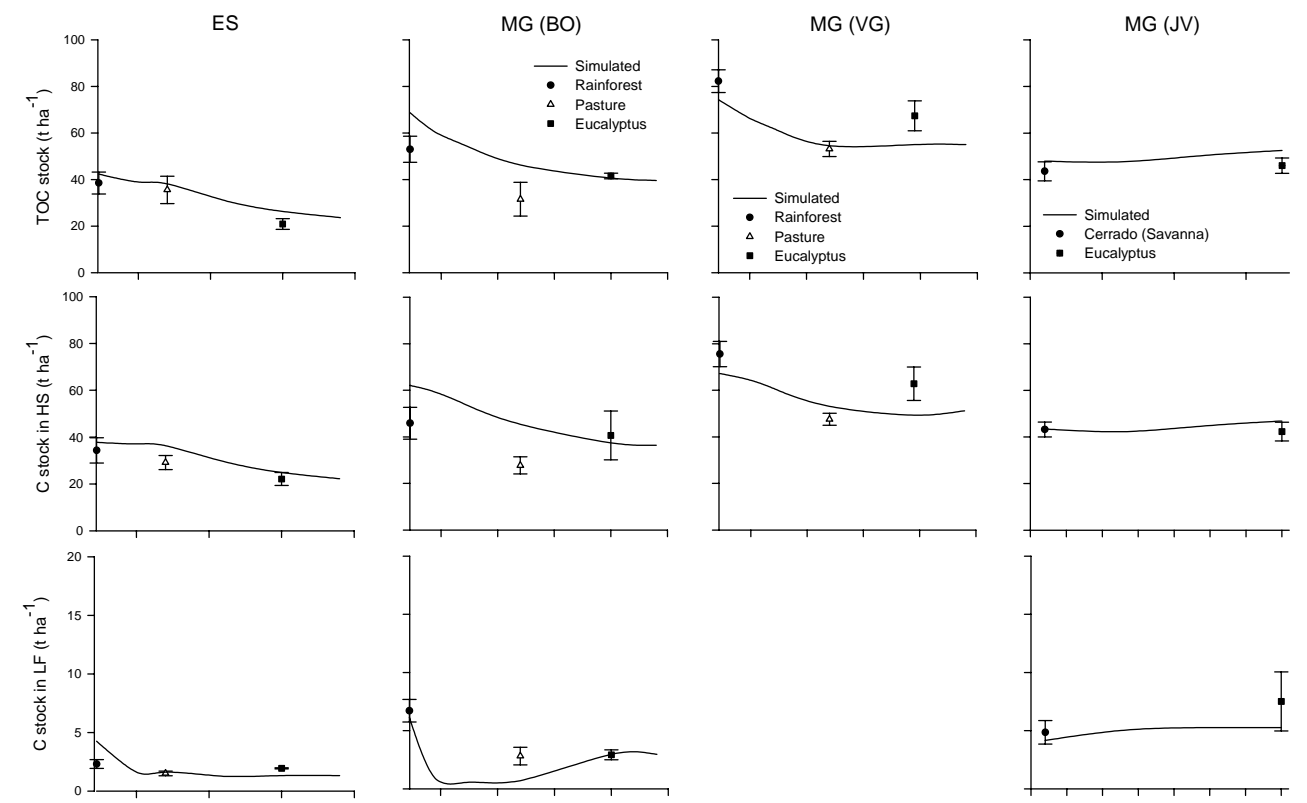 ES MG (BO) MG (VG) MG (JV)
TOC stock (t ha⁻¹)
100
80
60
40
20
0
Simulated
Rainforest
Pasture
Eucalyptus
Simulated
Rainforest
Pasture
Eucalyptus
Simulated
Cerrado (Savanna)
Eucalyptus
C stock in HS (t ha⁻¹)
100
80
60
40
20
0
C stock in LF (t ha⁻¹)
20
15
10
5
0